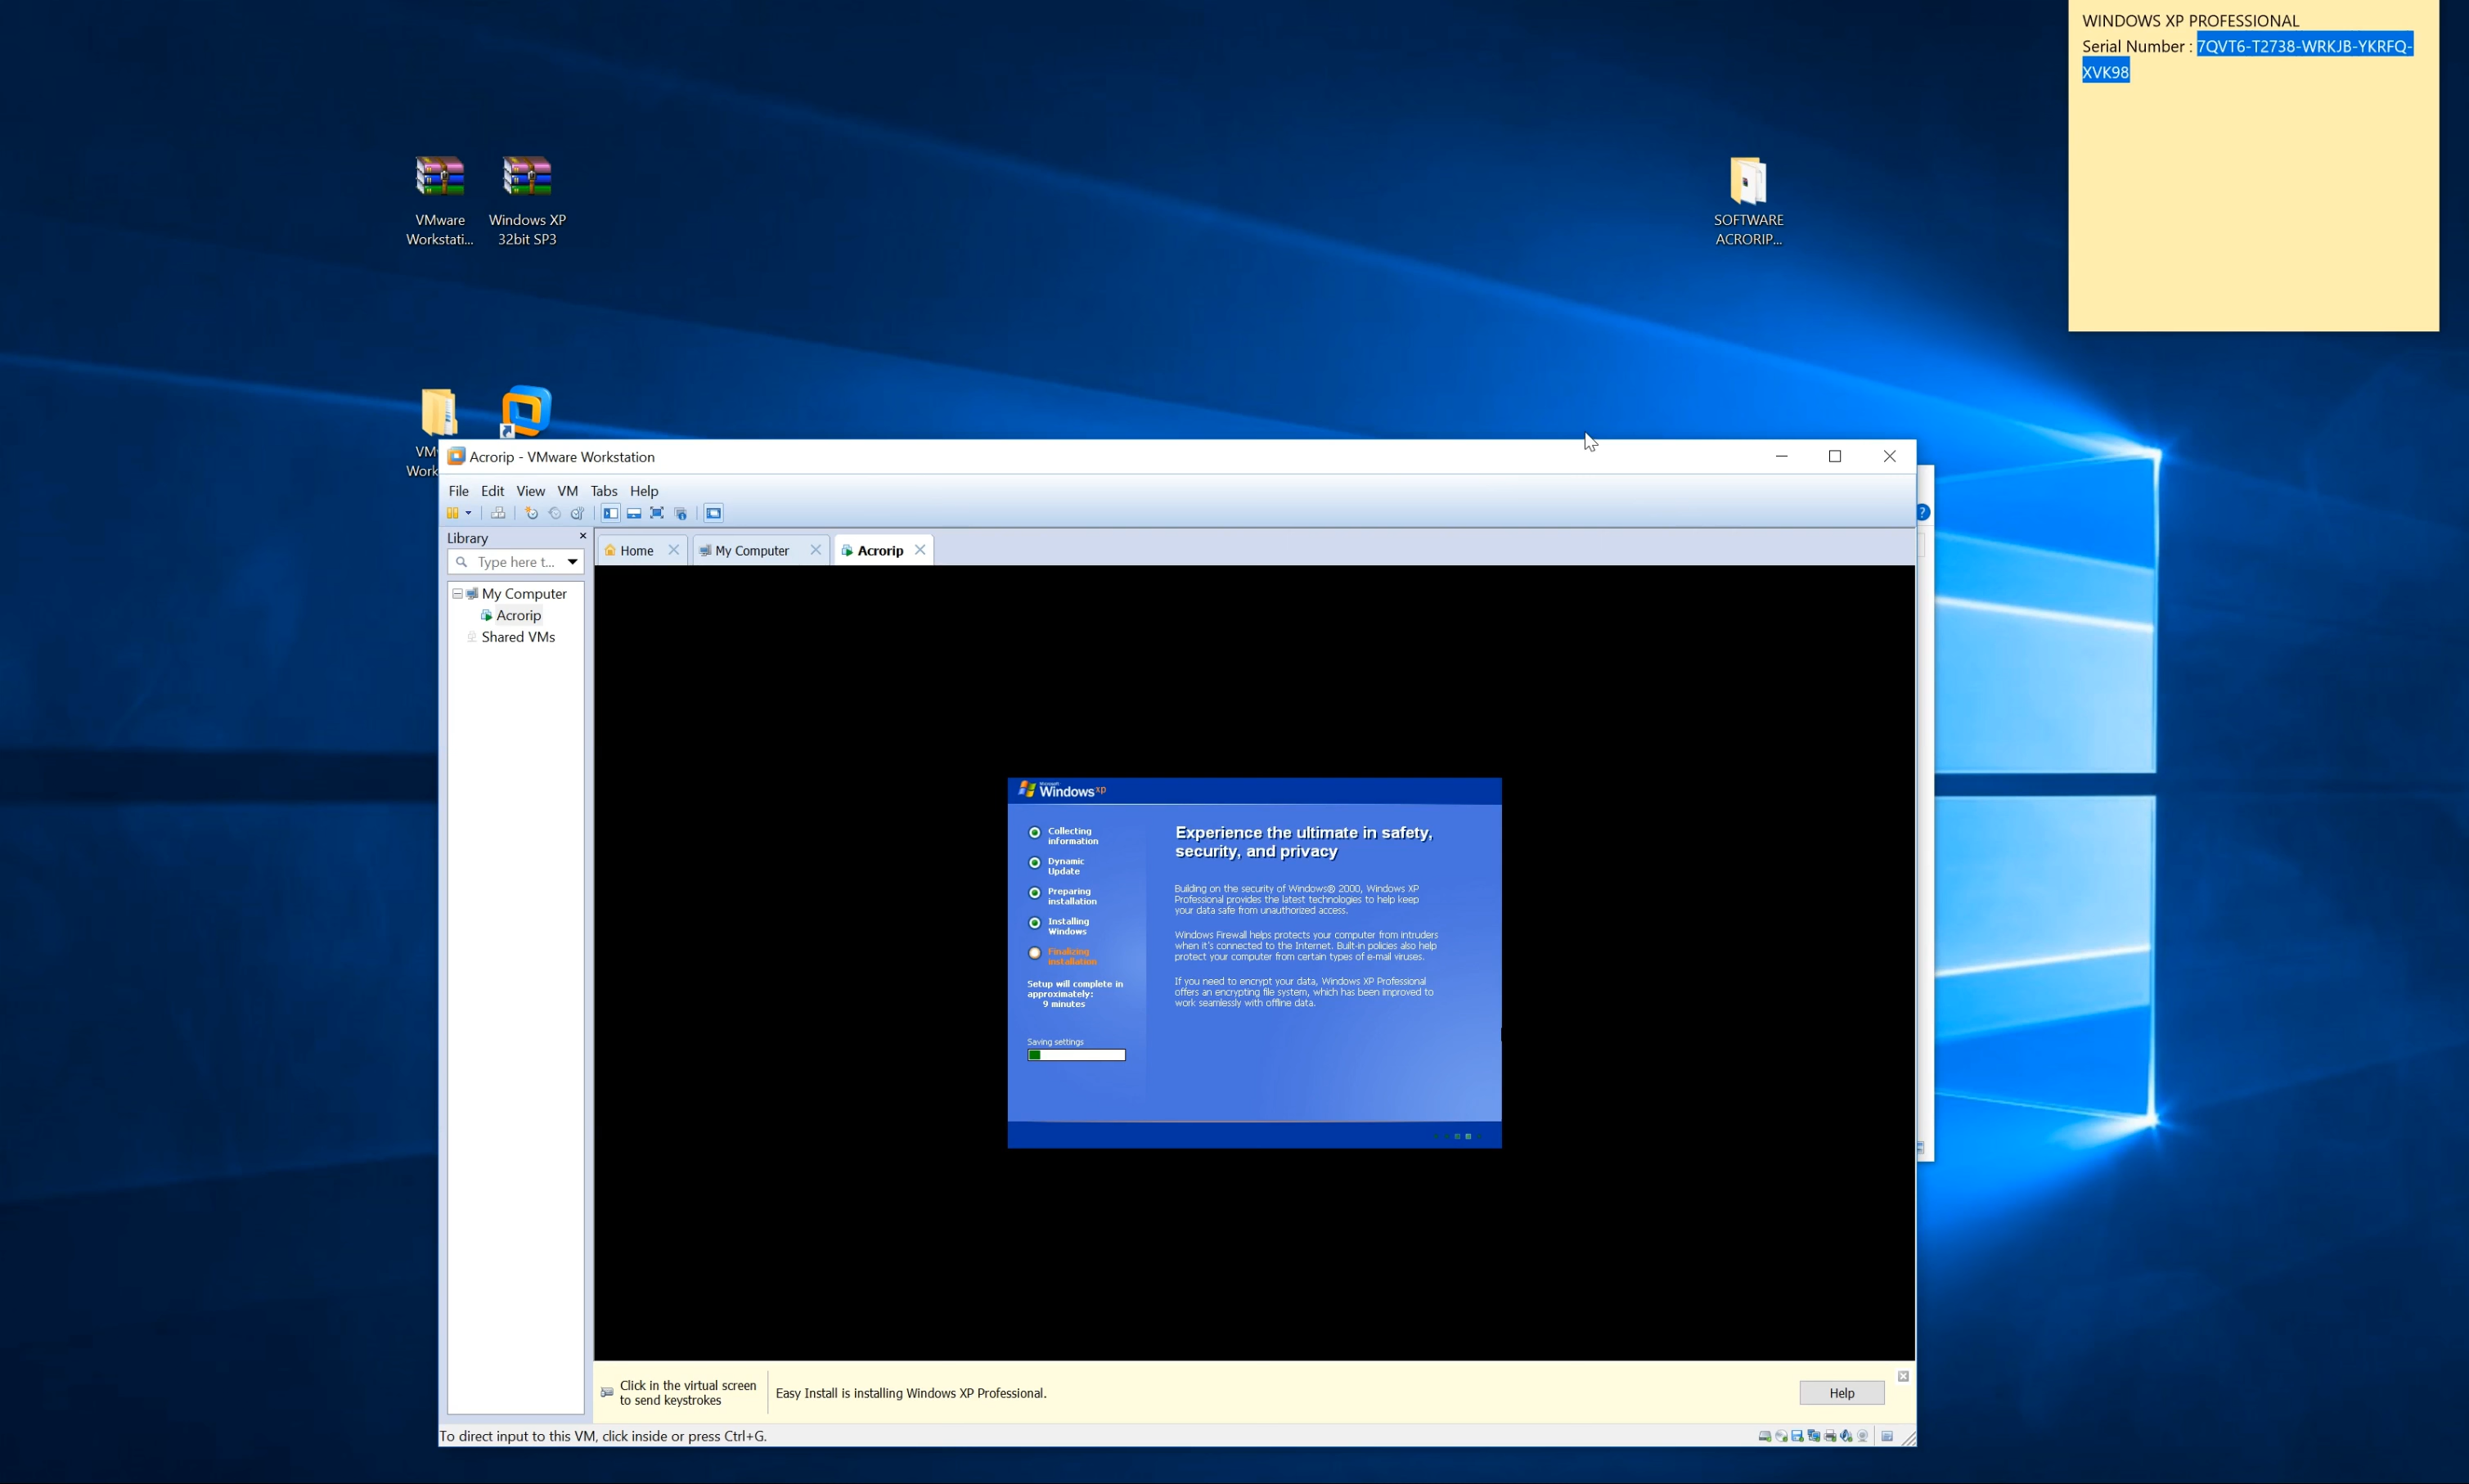 WINDOWS XP PROFESSIONAL
Serial Number : 7QVT6-T2738-WRKJB-YKRFQ-
XVK98
VMware
Workstati...
Windows XP
32bit SP3
SOFTWARE
ACRORIP...
VM
Work
Acrorip - VMware Workstation
File Edit View VM Tabs Help
Library
Type here t...
My Computer
Acrorip
Shared VMs
Home
My Computer
Acrorip
Microsoft
Windows xp
Collecting
information
Dynamic
Update
Preparing
installation
Installing
Windows
Finalizing
installation
Setup will complete in
approximately:
9 minutes
Saving settings
Experience the ultimate in safety,
security, and privacy
Building on the security of Windows® 2000, Windows XP
Professional provides the latest technologies to help keep
your data safe from unauthorized access.
Windows Firewall helps protects your computer from intruders
when it's connected to the Internet. Built-in policies also help
protect your computer from certain types of e-mail viruses.
If you need to encrypt your data, Windows XP Professional
offers an encrypting file system, which has been improved to
work seamlessly with offline data.
Click in the virtual screen
to send keystrokes
Easy Install is installing Windows XP Professional.
Help
To direct input to this VM, click inside or press Ctrl+G.